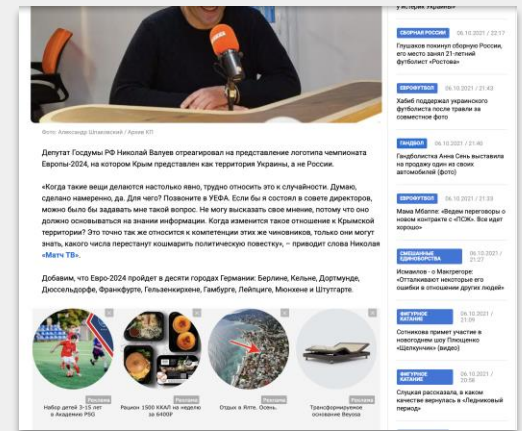 СБОРНАЯ РОССИИ 06.10.2021 / 22:17
Глушаков покинул сборную России,
его место занял 21-летний
футболист «Ростова»
ЕВРОФУТБОЛ 06.10.2021 / 21:43
Хабиб поддержал украинского
футболиста после травли за
совместное фото
ГАНДБОЛ 06.10.2021 / 21:40
Гандболистка Анна Сень выставила
на продажу один из своих
автомобилей (фото)
ЕВРОФУТБОЛ 06.10.2021 / 21:33
Мама Мбаппе: «Ведем переговоры о
новом контракте с «ПСЖ». Все идет
хорошо»
СМЕШАННЫЕ
ЕДИНОБОРСТВА
06.10.2021 /
21:27
Исмаилов - о Макгрегоре:
«Отталкивают некоторые его
ошибки в отношении других людей»
ФИГУРНОЕ
КАТАНИЕ
06.10.2021 /
21:09
Сотникова примет участие в
новогоднем шоу Плющенко
«Щелкунчик» (видео)
ФИГУРНОЕ
КАТАНИЕ
06.10.2021 /
20:58
Слуцкая рассказала, в каком
качестве вернулась в «Ледниковый
период»
Фото: Александр Шпаковский / Архив КП
Депутат Госдумы РФ Николай Валуев отреагировал на представление логотипа чемпионата
Европы-2024, на котором Крым представлен как территория Украины, а не России.
«Когда такие вещи делаются настолько явно, трудно относить это к случайности. Думаю,
сделано намеренно, да. Для чего? Позвоните в УЕФА. Если бы я состоял в совете директоров,
можно было бы задавать мне такой вопрос. Не могу высказать свое мнение, потому что оно
должно основываться на знании информации. Когда изменится такое отношение к Крымской
территории? Это точно так же относится к компетенции этих же чиновников, только они могут
знать, какого числа перестанут кошмарить политическую повестку», – приводит слова Николая
«Матч ТВ».
Добавим, что Евро-2024 пройдет в десяти городах Германии: Берлине, Кельне, Дортмунде,
Дюссельдорфе, Франкфурте, Гельзенкирхене, Гамбурге, Лейпциге, Мюнхене и Штутгарте.
Реклама
Реклама
Реклама
Реклама
Набор детей 3-15 лет
в Академию PSG
Рацион 1500 ККАЛ на неделю
за 6400₽
Отдых в Ялте. Осень.
Трансформируемое
основание Beyosa